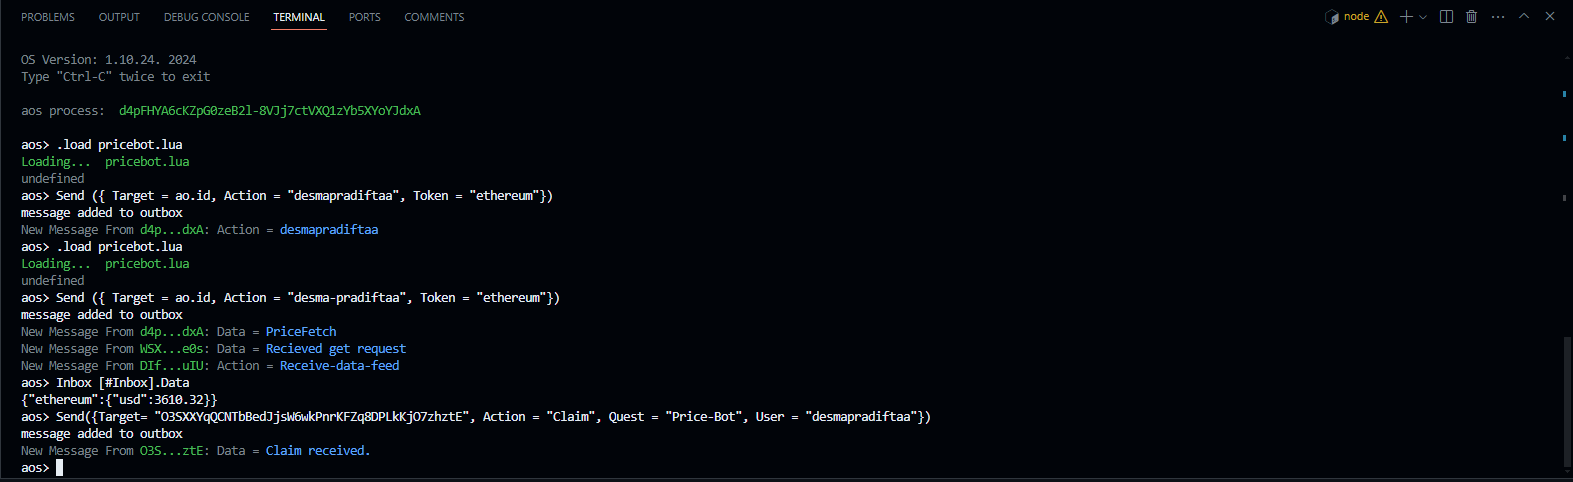 PROBLEMS OUTPUT DEBUG CONSOLE TERMINAL PORTS COMMENTS node
OS Version: 1.10.24. 2024
Type "Ctrl-C" twice to exit
aos process: d4pFHYA6cKZpG0zeB2l-8VJj7ctVXQ1zYb5XYoYJdxA
aos> .load pricebot.lua
Loading... pricebot.lua
undefined
aos> Send ({ Target = ao.id, Action = "desmapradiftaa", Token = "ethereum"})
message added to outbox
New Message From d4p...dxA: Action = desmapradiftaa
aos> .load pricebot.lua
Loading... pricebot.lua
undefined
aos> Send ({ Target = ao.id, Action = "desma-pradiftaa", Token = "ethereum"})
message added to outbox
New Message From d4p...dxA: Data = PriceFetch
New Message From WSX...e0s: Data = Recieved get request
New Message From DIf...uIU: Action = Receive-data-feed
aos> Inbox [#Inbox].Data
{"ethereum":{"usd":3610.32}}
aos> Send({Target= "O3SXXYqQCNTbBedJjsW6wkPnrKFZq8DPLkKjO7zhztE", Action = "Claim", Quest = "Price-Bot", User = "desmapradiftaa"})
message added to outbox
New Message From O3S...ztE: Data = Claim received.
aos>